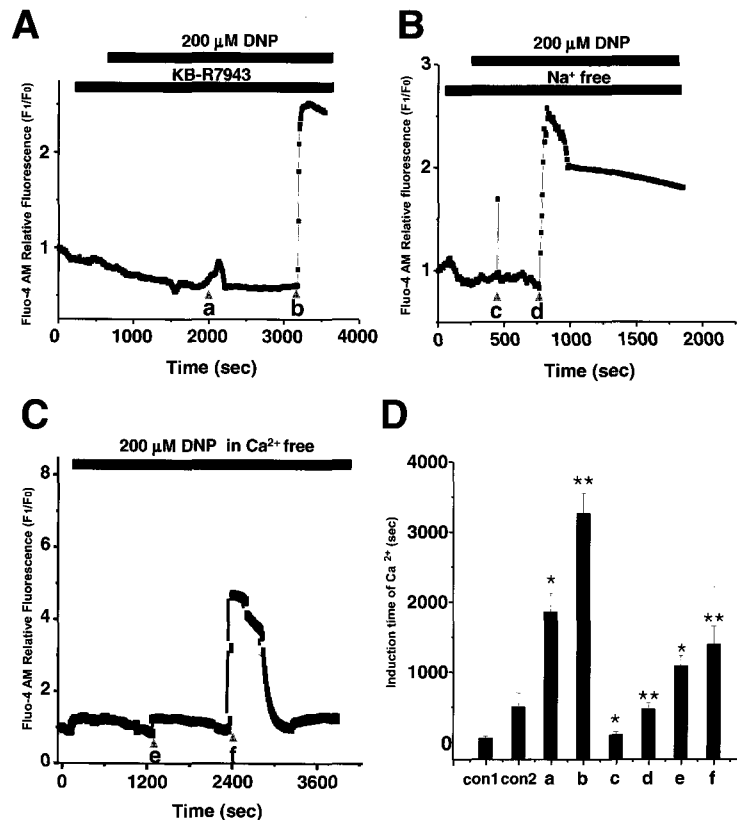 A
200 µM DNP
KB-R7943
Fluo-4 AM Relative Fluorescence (F1/F0)
2
1
a
b
0
1000
2000
3000
4000
Time (sec)
B
200 µM DNP
Na+ free
Fluo-4 AM Relative fluorescence (F1/F0)
3
2
1
c
d
0
500
1000
1500
2000
Time (sec)
C
200 µM DNP in Ca2+ free
Fluo-4 AM Relative Fluorescence (F1/F0)
8
6
4
2
0
e
f
0
1200
2400
3600
Time (sec)
D
Induction time of Ca 2+ (sec)
4000
3000
2000
1000
0
*
**
*
**
*
**
con1 con2 a b c d e f